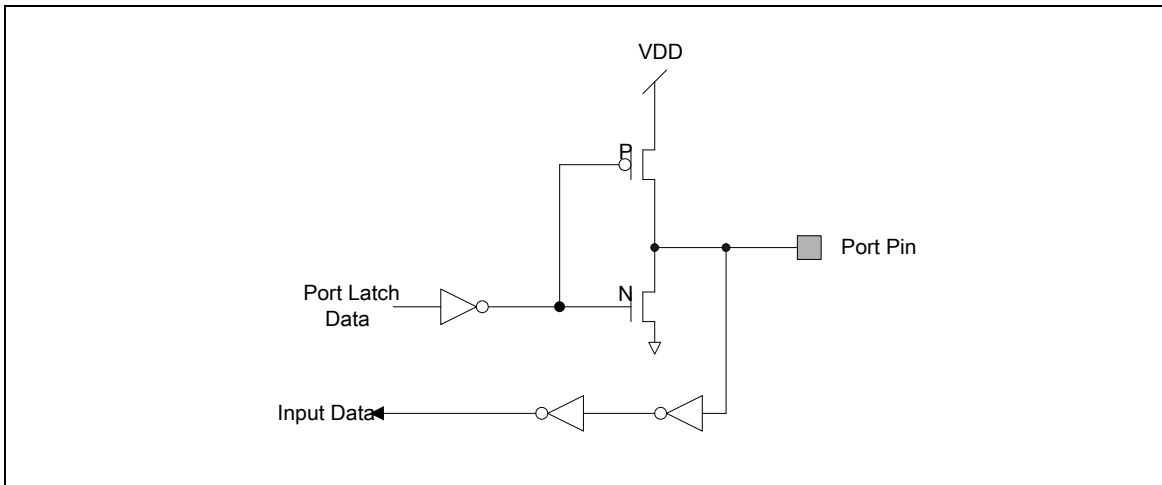 VDD
P
Port Pin
N
Port Latch
Data
Input Data